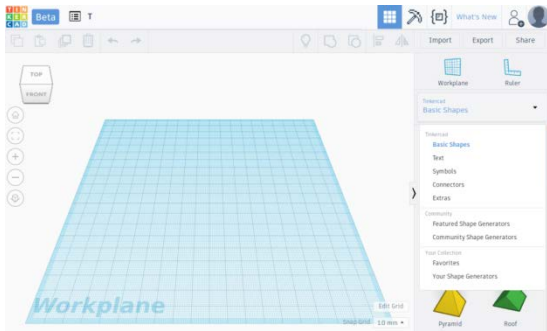 TIN
KER
CAD
Beta
T
What's New
Import Export Share
TOP
FRONT
Workplane Ruler
Tinkercad
Basic Shapes
Tinkercad
Basic Shapes
Text
Symbols
Connectors
Extras
Community
Featured Shape Generators
Community Shape Generators
Your Collection
Favorites
Your Shape Generators
Workplane
Edit Grid
Snap Grid 10 mm
Pyramid Roof